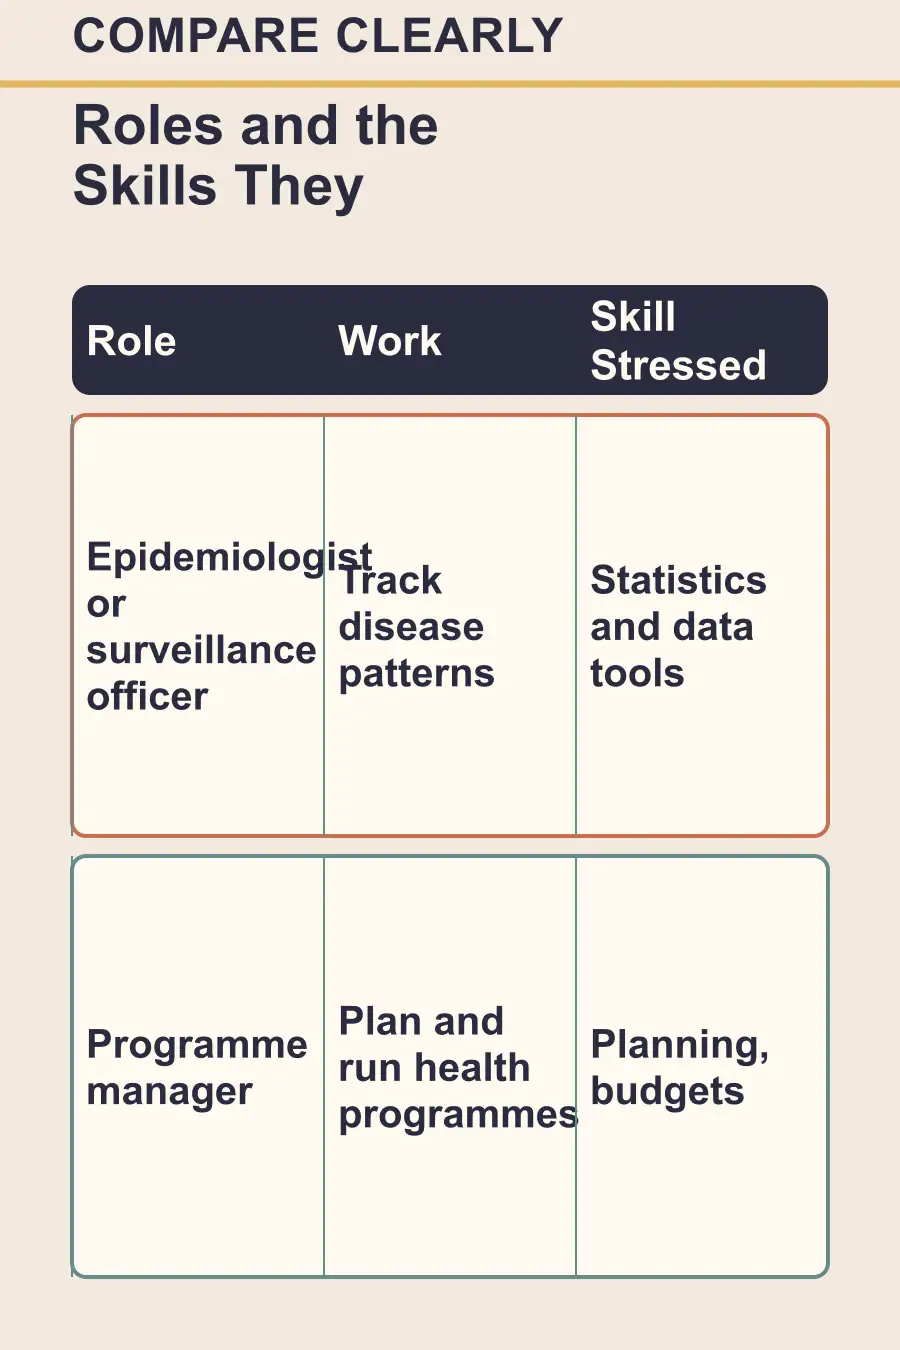 COMPARE CLEARLY
Roles and the
Skills They
Role
Work
Skill
Stressed
Epidemiologist
or
surveillance
officer
Track
disease
patterns
Statistics
and data
tools
Programme
manager
Plan and
run health
programmes
Planning,
budgets